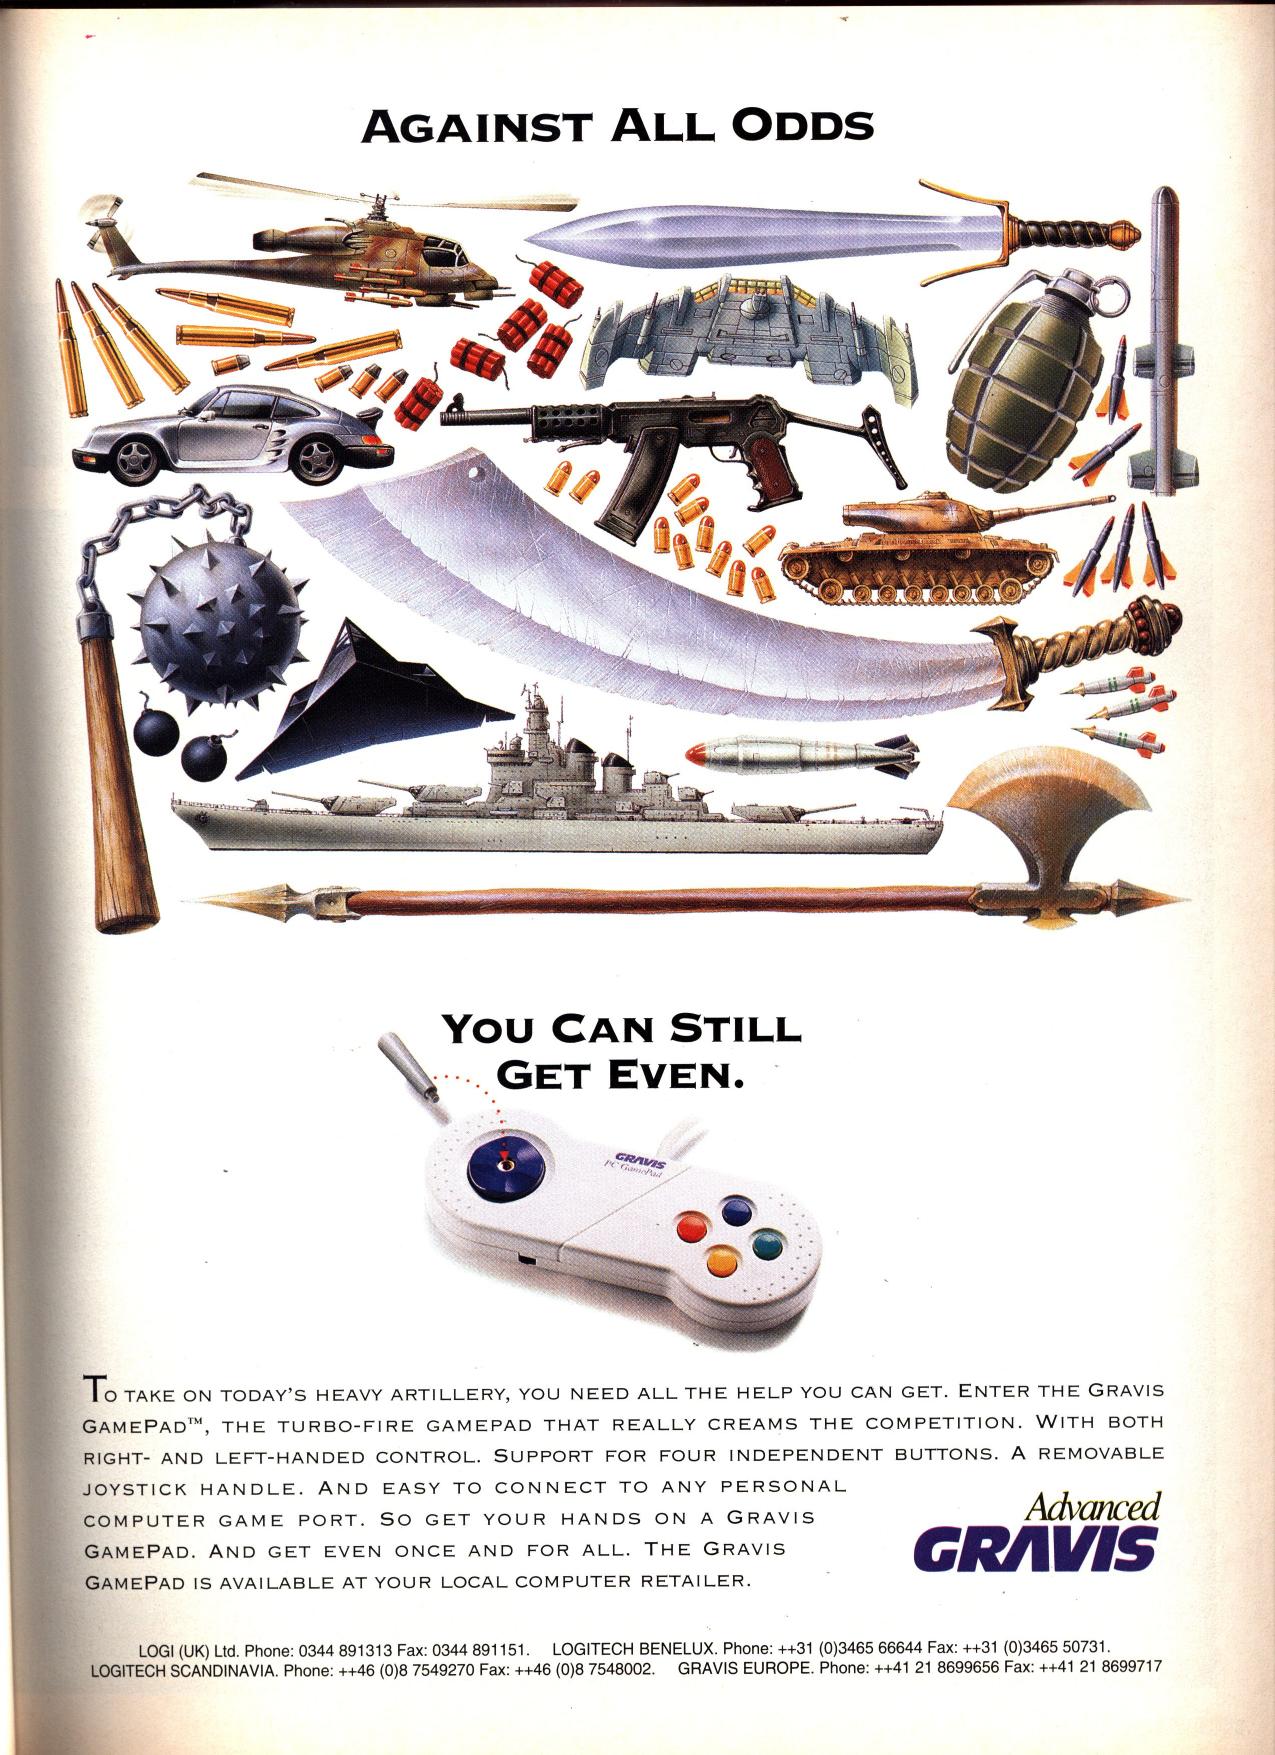 AGAINST ALL ODDS
YOU CAN STILL
GET EVEN.
GRAVIS
PC GamePad
TO TAKE ON TODAY'S HEAVY ARTILLERY, YOU NEED ALL THE HELP YOU CAN GET. ENTER THE GRAVIS
GAMEPAD™, THE TURBO-FIRE GAMEPAD THAT REALLY CREAMS THE COMPETITION. WITH BOTH
RIGHT- AND LEFT-HANDED CONTROL. SUPPORT FOR FOUR INDEPENDENT BUTTONS. A REMOVABLE
JOYSTICK HANDLE. AND EASY TO CONNECT TO ANY PERSONAL
COMPUTER GAME PORT. SO GET YOUR HANDS ON A GRAVIS
GAMEPAD. AND GET EVEN ONCE AND FOR ALL. THE GRAVIS
GAMEPAD IS AVAILABLE AT YOUR LOCAL COMPUTER RETAILER.
Advanced
GRAVIS
LOGI (UK) Ltd. Phone: 0344 891313 Fax: 0344 891151. LOGITECH BENELUX. Phone: ++31 (0)3465 66644 Fax: ++31 (0)3465 50731.
LOGITECH SCANDINAVIA. Phone: ++46 (0)8 7549270 Fax: ++46 (0)8 7548002. GRAVIS EUROPE. Phone: ++41 21 8699656 Fax: ++41 21 8699717